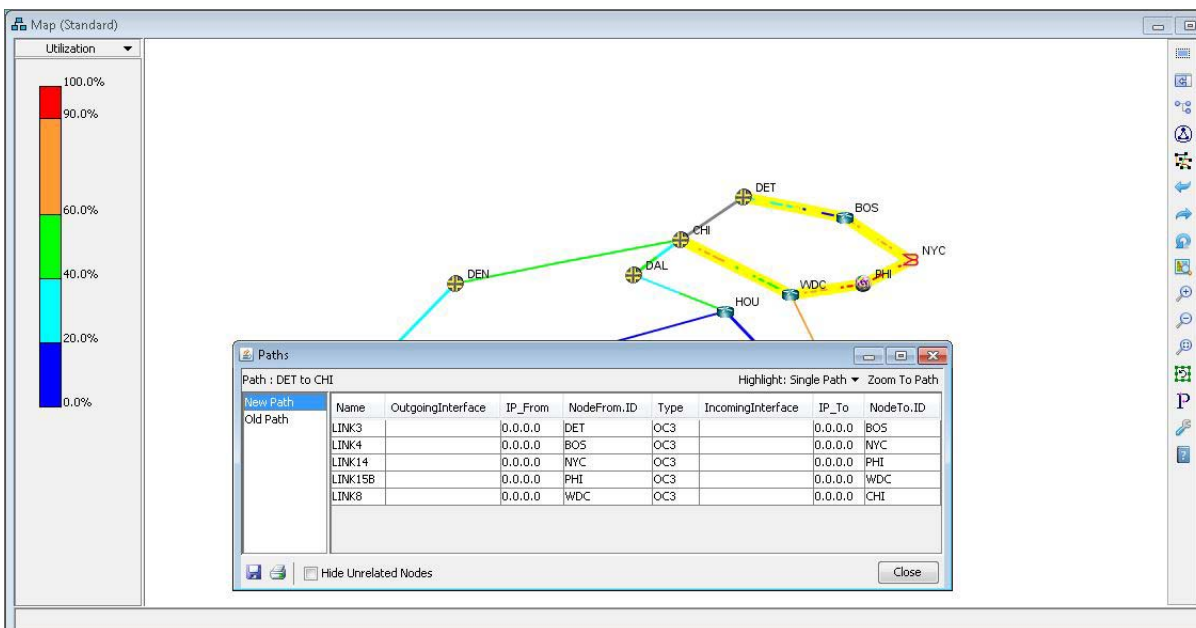 Map (Standard)
Utilization
100.0%
90.0%
60.0%
40.0%
20.0%
0.0%
DET
BOS
CHI
NYC
DAL
PHI
DEN
WDC
HOU
Paths
Path : DET to CHI Highlight: Single Path Zoom To Path
New Path
Old Path
Name OutgoingInterface IP_From NodeFrom.ID Type IncomingInterface IP_To NodeTo.ID
LINK3 0.0.0.0 DET OC3 0.0.0.0 BOS
LINK4 0.0.0.0 BOS OC3 0.0.0.0 NYC
LINK14 0.0.0.0 NYC OC3 0.0.0.0 PHI
LINK15B 0.0.0.0 PHI OC3 0.0.0.0 WDC
LINK8 0.0.0.0 WDC OC3 0.0.0.0 CHI
Hide Unrelated Nodes Close
P